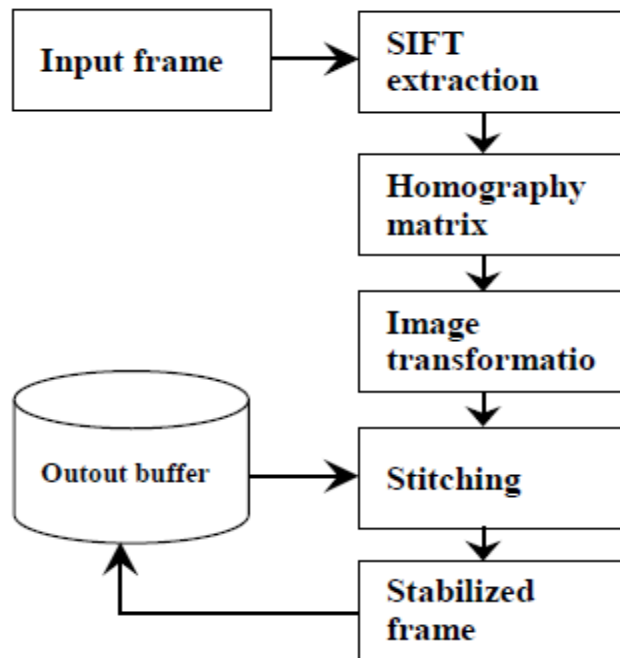 Input frame
SIFT
extraction
Homography
matrix
Image
transformatio
Outout buffer
Stitching
Stabilized
frame